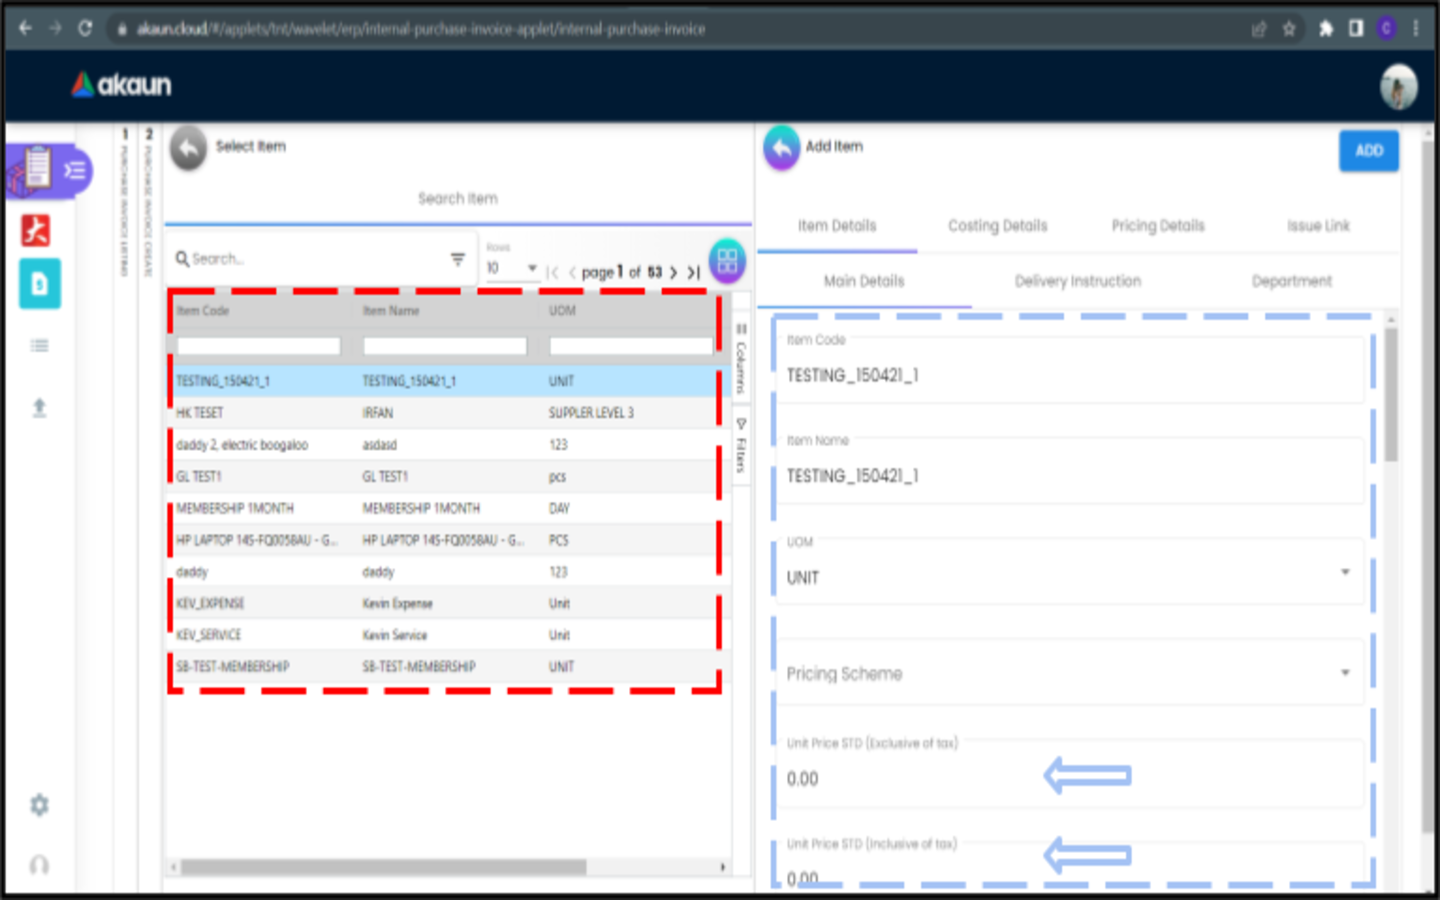 akaun.cloud/#/applets/tnt/wavelet/erp/internal-purchase-invoice-applet/internal-purchase-invoice
C
akaun
1 PURCHASE INVOICE LISTING
2 PURCHASE INVOICE CREATE
Select Item
Search Item
Search...
Rows
10
page 1 of 53
Item Code Item Name UOM
TESTING_150421_1 TESTING_150421_1 UNIT
HK TESET IRFAN SUPPLER LEVEL 3
daddy 2, electric boogaloo asdasd 123
GL TEST1 GL TEST1 pcs
MEMBERSHIP 1MONTH MEMBERSHIP 1MONTH DAY
HP LAPTOP 14S-FQ0058AU - G... HP LAPTOP 14S-FQ0058AU - G... PCS
daddy daddy 123
KEV_EXPENSE Kevin Expense Unit
KEV_SERVICE Kevin Service Unit
SB-TEST-MEMBERSHIP SB-TEST-MEMBERSHIP UNIT
Columns
Filters
Add Item
ADD
Item Details Costing Details Pricing Details Issue Link
Main Details Delivery Instruction Department
Item Code
TESTING_150421_1
Item Name
TESTING_150421_1
UOM
UNIT
Pricing Scheme
Unit Price STD (Exclusive of tax)
0.00
Unit Price STD (Inclusive of tax)
0.00